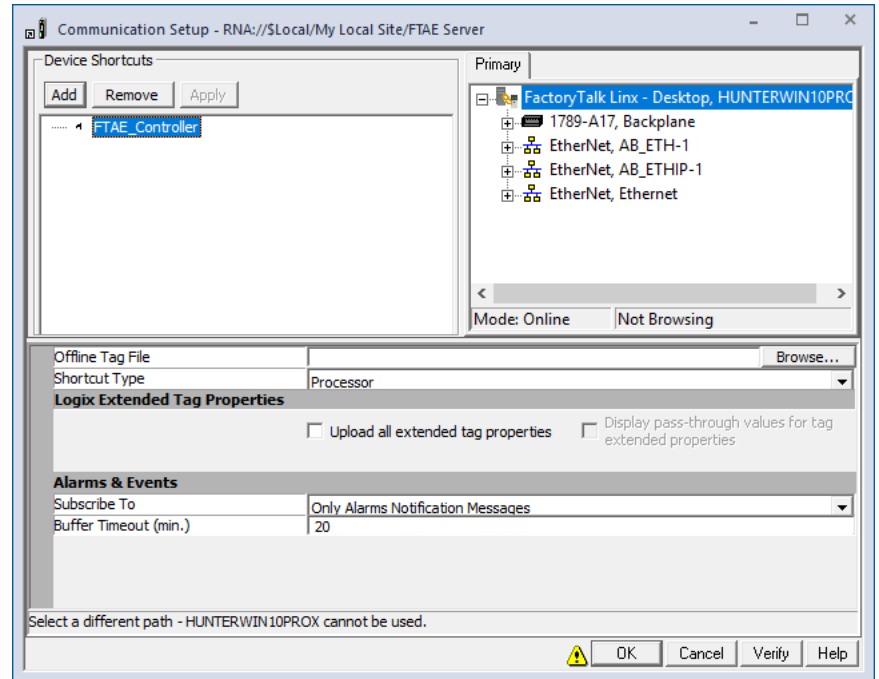 Communication Setup - RNA://$Local/My Local Site/FTAE Server
Device Shortcuts
Add Remove Apply
FTAE_Controller
Primary
FactoryTalk Linx - Desktop, HUNTERWIN10PRO
1789-A17, Backplane
EtherNet, AB_ETH-1
EtherNet, AB_ETHIP-1
EtherNet, Ethernet
Mode: Online Not Browsing
Offline Tag File Browse...
Shortcut Type Processor
Logix Extended Tag Properties
Upload all extended tag properties
Display pass-through values for tag
extended properties
Alarms & Events
Subscribe To Only Alarms Notification Messages
Buffer Timeout (min.) 20
Select a different path - HUNTERWIN10PROX cannot be used.
OK Cancel Verify Help